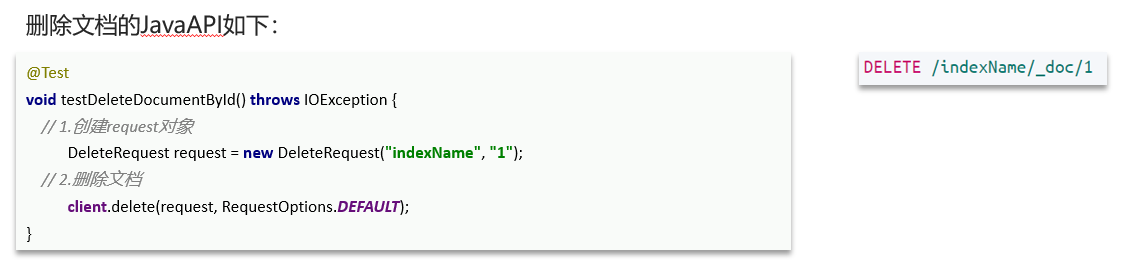 删除文档的JavaAPI如下：
@Test
void testDeleteDocumentById() throws IOException {
// 1.创建request对象
DeleteRequest request = new DeleteRequest("indexName", "1");
// 2.删除文档
client.delete(request, RequestOptions.DEFAULT);
}
DELETE /indexName/_doc/1